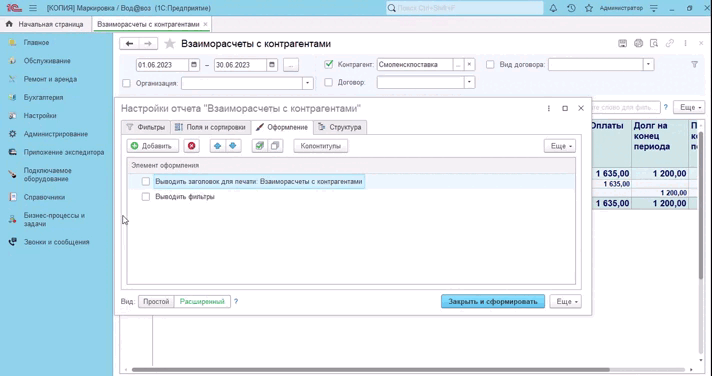 1С [КОПИЯ] Маркировка / Вод@воз (1С:Предприятие)
Поиск Ctrl+Shift+F
Администратор
Начальная страница
Взаиморасчеты с контрагентами ×
Главное
Обслуживание
Ремонт и аренда
Бухгалтерия
Настройки
Администрирование
Приложение экспедитора
Подключаемое
оборудование
Справочники
Бизнес-процессы и
задачи
Звонки и сообщения
Взаиморасчеты с контрагентами
01.06.2023 – 30.06.2023 ... Контрагент: Смоленскпоставка Вид договора:
Организация: Договор:
слово для филь... ? Еще
Оплаты Долг на
конец
периода
1 635,00 1 200,00
1 635,00
1 200,00
1 635,00 1 200,00
Настройки отчета "Взаиморасчеты с контрагентами"
Фильтры Поля и сортировки Оформление Структура
Добавить Колонтитулы Еще
Элемент оформления
Выводить заголовок для печати: Взаиморасчеты с контрагентами
Выводить фильтры
Вид: Простой Расширенный ? Закрыть и сформировать Еще